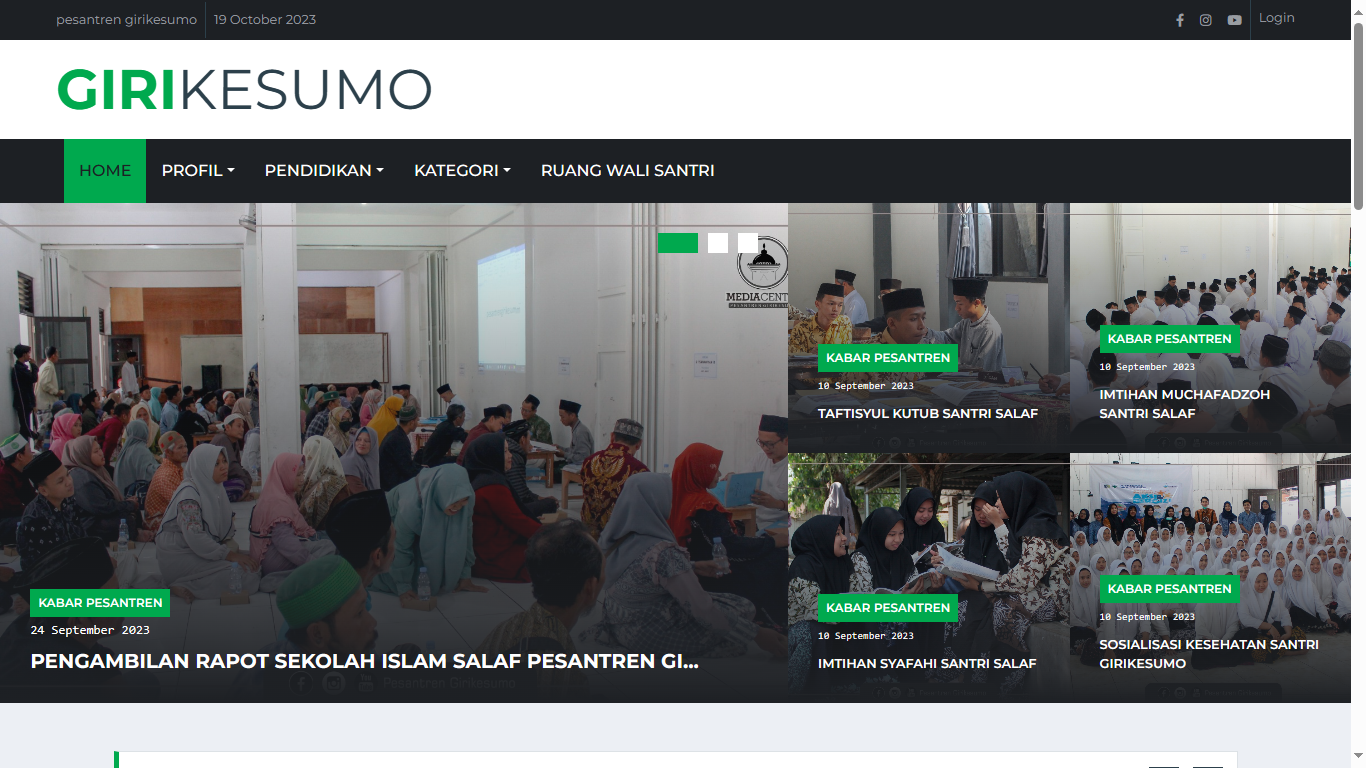 pesantren girikesumo
19 October 2023
Login
GIRIKESUMO
HOME
PROFIL
PENDIDIKAN
KATEGORI
RUANG WALI SANTRI
KABAR PESANTREN
24 September 2023
PENGAMBILAN RAPOT SEKOLAH ISLAM SALAF PESANTREN GI...
Pesantren Girikesumo
KABAR PESANTREN
10 September 2023
TAFTISYUL KUTUB SANTRI SALAF
KABAR PESANTREN
10 September 2023
IMTIHAN MUCHAFADZOH
SANTRI SALAF
KABAR PESANTREN
10 September 2023
IMTIHAN SYAFAHI SANTRI SALAF
KABAR PESANTREN
10 September 2023
SOSIALISASI KESEHATAN SANTRI
GIRIKESUMO